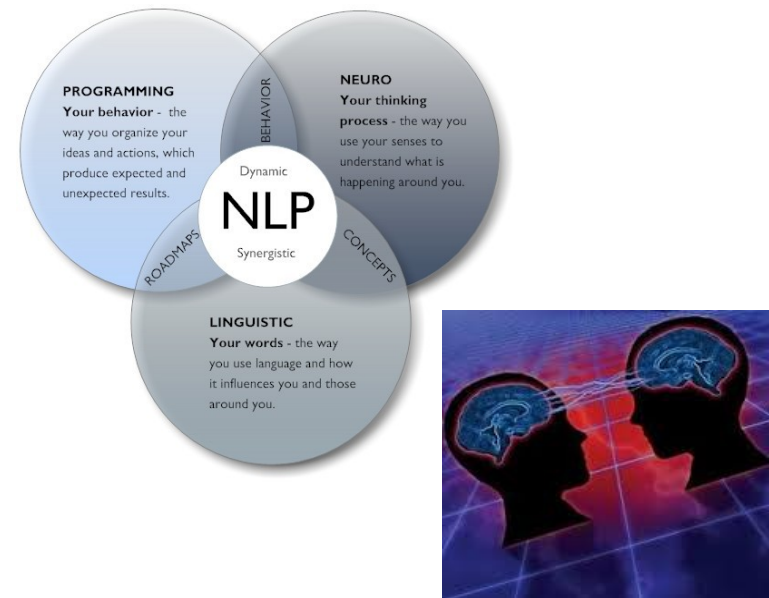 PROGRAMMING
Your behavior - the
way you organize your
ideas and actions, which
produce expected and
unexpected results.
BEHAVIOR
NEURO
Your thinking
process - the way you
use your senses to
understand what is
happening around you.
Dynamic
NLP
Synergistic
ROADMAPS
CONCEPTS
LINGUISTIC
Your words - the way
you use language and how
it influences you and those
around you.